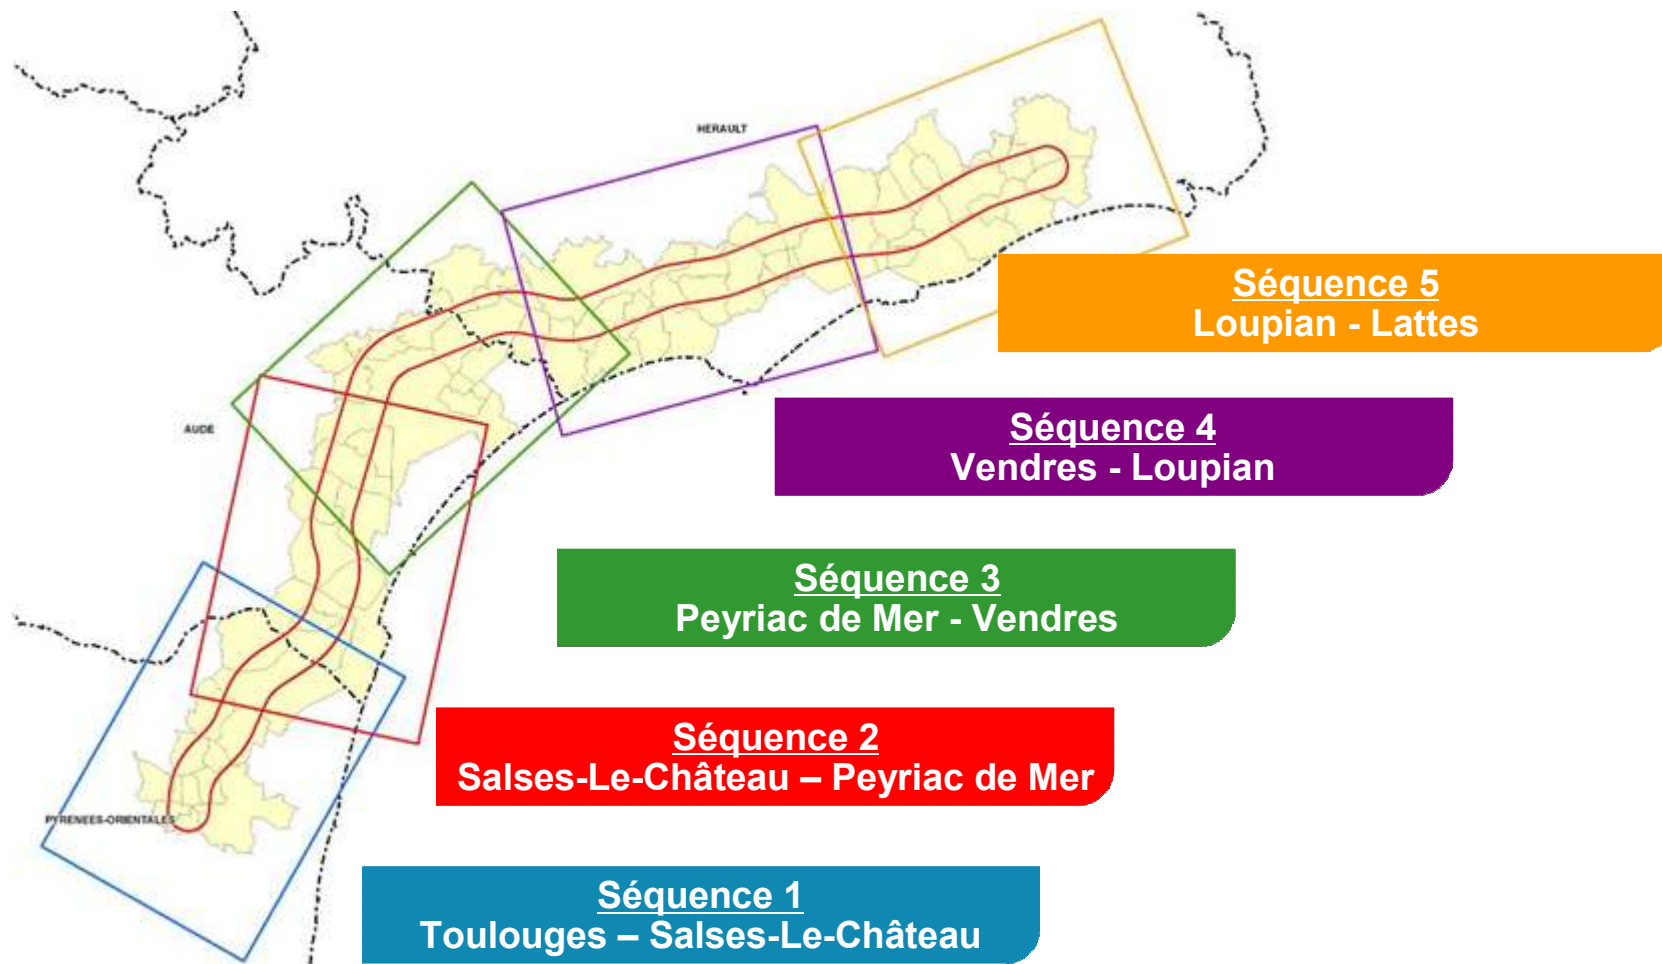 HERAULT
Séquence 5
Loupian - Lattes
AUDE
Séquence 4
Vendres - Loupian
Séquence 3
Peyriac de Mer - Vendres
Séquence 2
Salses-Le-Château – Peyriac de Mer
PYRENEES-ORIENTALES
Séquence 1
Toulouges – Salses-Le-Château